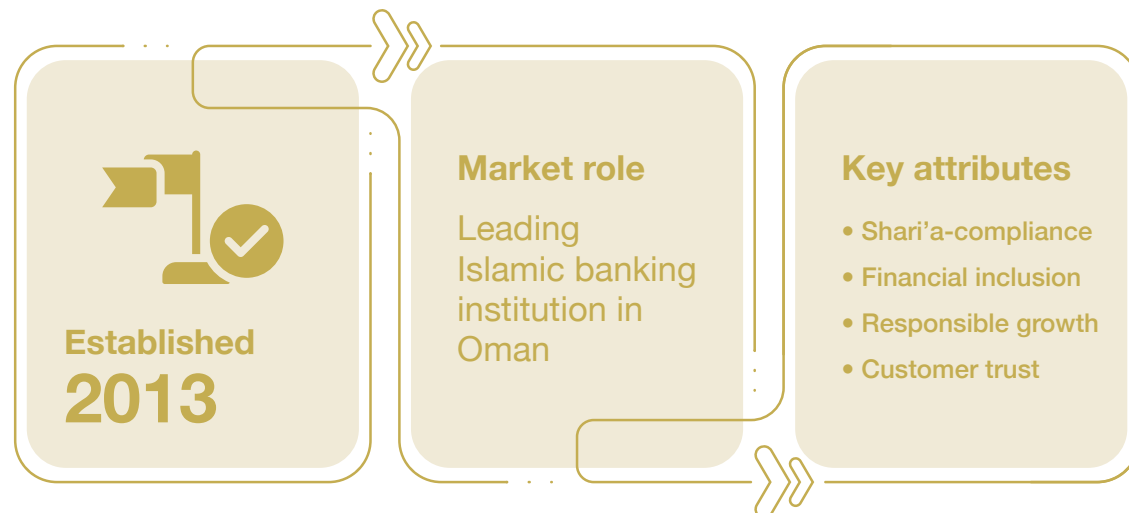 Established
2013
Market role
Leading
Islamic banking
institution in
Oman
Key attributes
• Shari’a-compliance
• Financial inclusion
• Responsible growth
• Customer trust